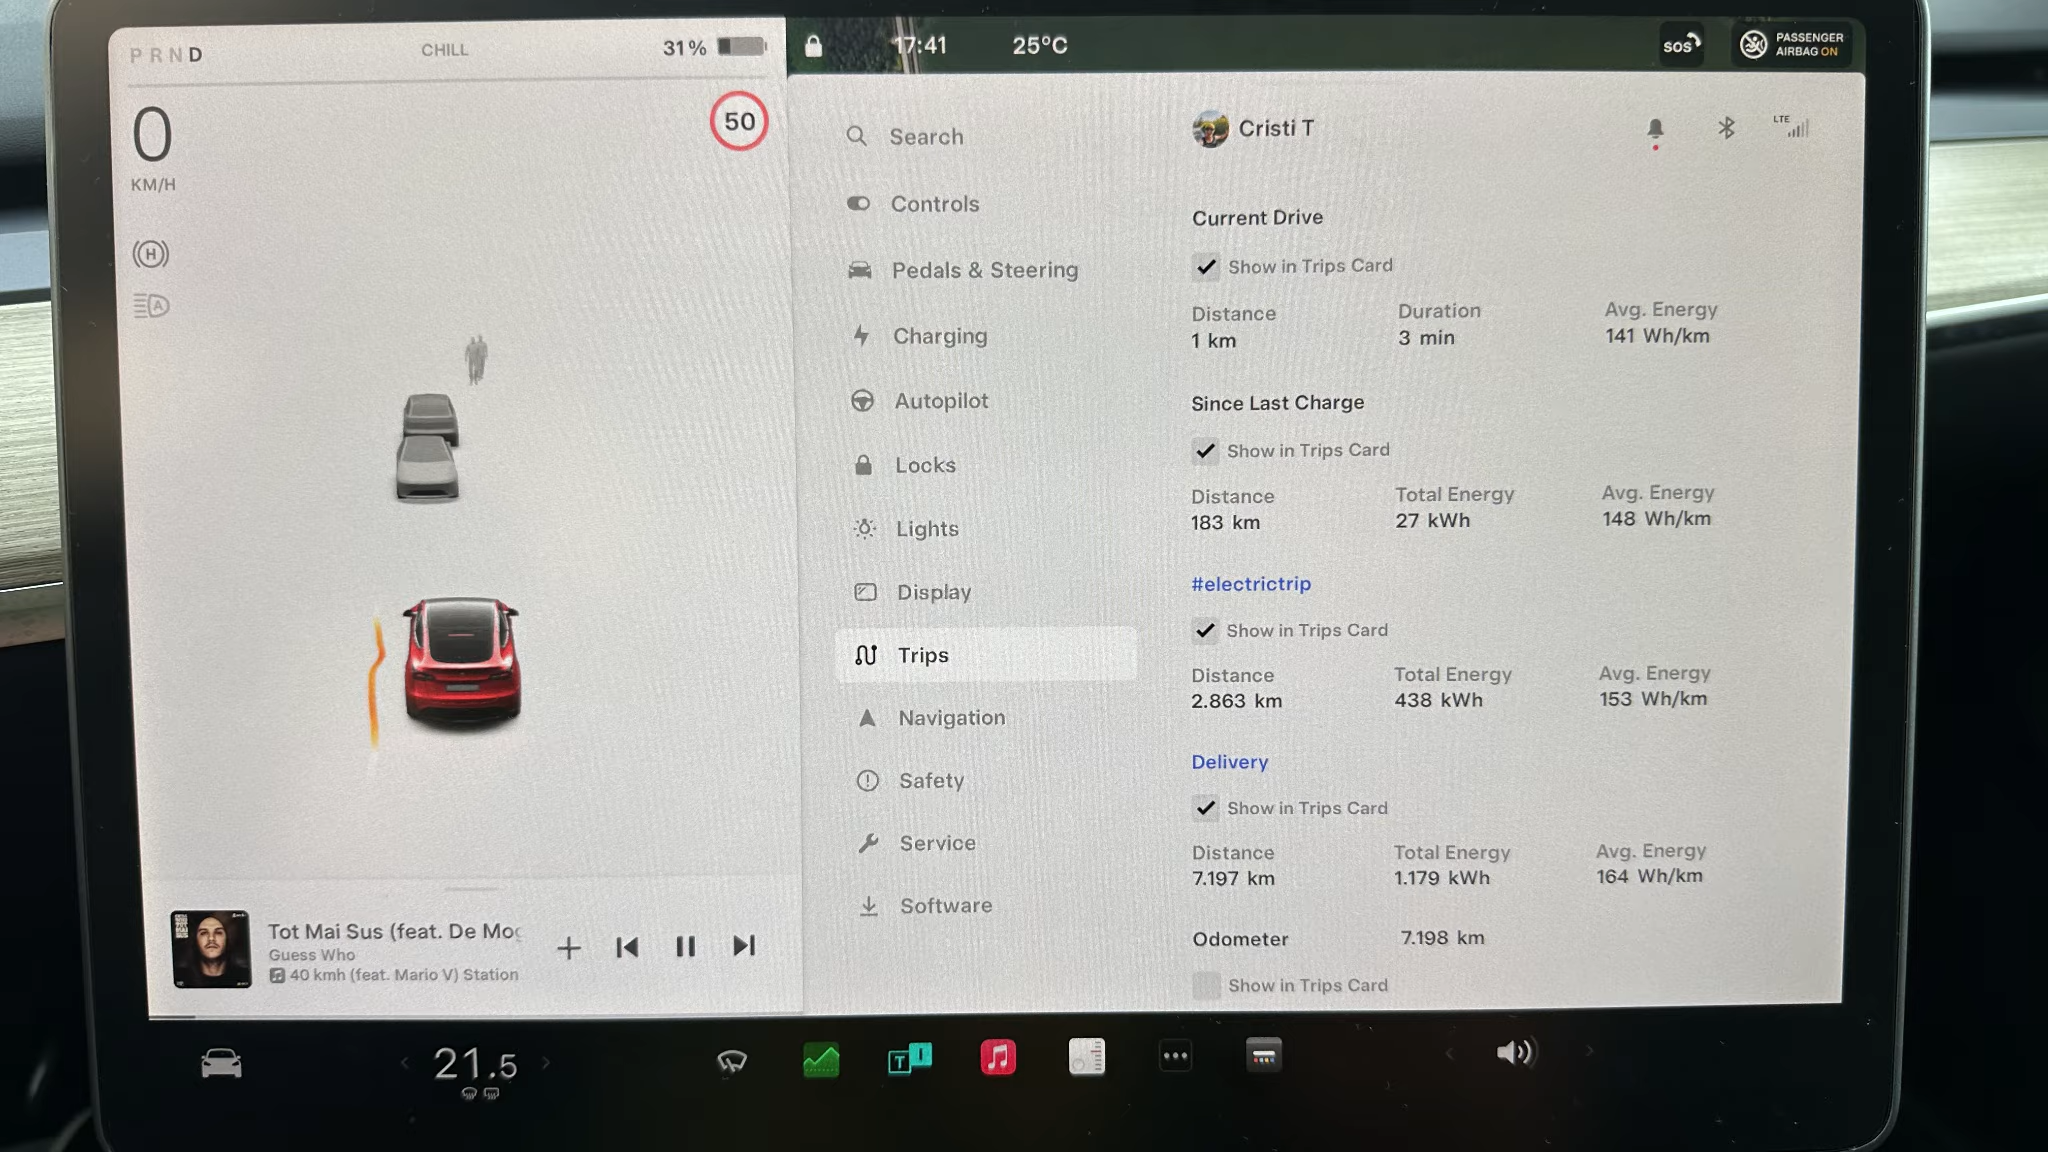 P R N D
CHILL
31 %
17:41
25°C
SOS
PASSENGER
AIRBAG ON
0
KM/H
50
H
A
Search
Controls
Pedals & Steering
Charging
Autopilot
Locks
Lights
Display
Trips
Navigation
Safety
Service
Software
Cristi T
LTE
Current Drive
Show in Trips Card
Distance Duration Avg. Energy
1 km 3 min 141 Wh/km
Since Last Charge
Show in Trips Card
Distance Total Energy Avg. Energy
183 km 27 kWh 148 Wh/km
#electrictrip
Show in Trips Card
Distance Total Energy Avg. Energy
2.863 km 438 kWh 153 Wh/km
Delivery
Show in Trips Card
Distance Total Energy Avg. Energy
7.197 km 1.179 kWh 164 Wh/km
Odometer 7.198 km
Show in Trips Card
Tot Mai Sus (feat. De Mog
Guess Who
40 kmh (feat. Mario V) Station
21.5
T I